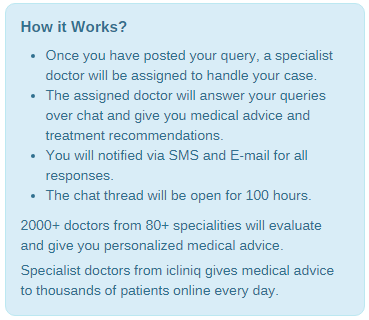 How it Works?
Once you have posted your query, a specialist
doctor will be assigned to handle your case.
The assigned doctor will answer your queries
over chat and give you medical advice and
treatment recommendations.
You will notified via SMS and E-mail for all
responses.
The chat thread will be open for 100 hours.
2000+ doctors from 80+ specialities will evaluate
and give you personalized medical advice.
Specialist doctors from icliniq gives medical advice
to thousands of patients online every day.